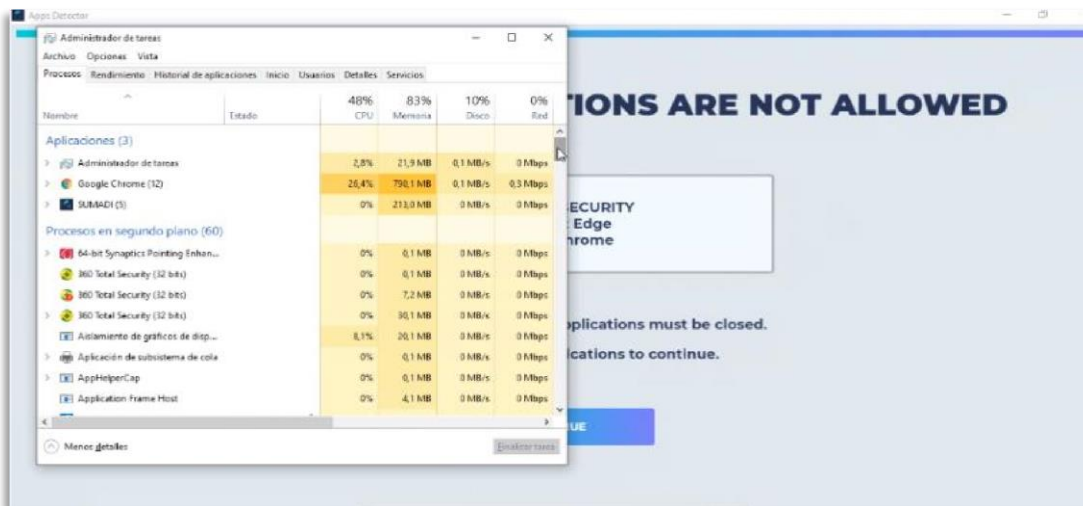 Apps Detector
Administrador de tareas
Archivo Opciones Vista
Procesos Rendimiento Historial de aplicaciones Inicio Usuarios Detalles Servicios
48% 83% 10% 0%
Nombre Estado CPU Memoria Disco Red
Aplicaciones (3)
Administrador de tareas 2,8% 21,9 MB 0,1 MB/s 0 Mbps
Google Chrome (12) 26,4% 790,1 MB 0,1 MB/s 0,3 Mbps
SUMADI (5) 0% 213,0 MB 0 MB/s 0 Mbps
Procesos en segundo plano (60)
64-bit Synaptics Pointing Enhan... 0% 0,1 MB 0 MB/s 0 Mbps
360 Total Security (32 bits) 0% 0,1 MB 0 MB/s 0 Mbps
360 Total Security (32 bits) 0% 7,2 MB 0 MB/s 0 Mbps
360 Total Security (32 bits) 0% 30,1 MB 0 MB/s 0 Mbps
Aislamiento de gráficos de disp... 8,1% 20,1 MB 0 MB/s 0 Mbps
Aplicación de subsistema de cola 0% 0,1 MB 0 MB/s 0 Mbps
AppHelperCap 0% 0,1 MB 0 MB/s 0 Mbps
Application Frame Host 0% 4,1 MB 0 MB/s 0 Mbps
Menos detalles Finalizar tarea
TIONS ARE NOT ALLOWED
SECURITY
Edge
hrome
pplications must be closed.
ications to continue.
UE